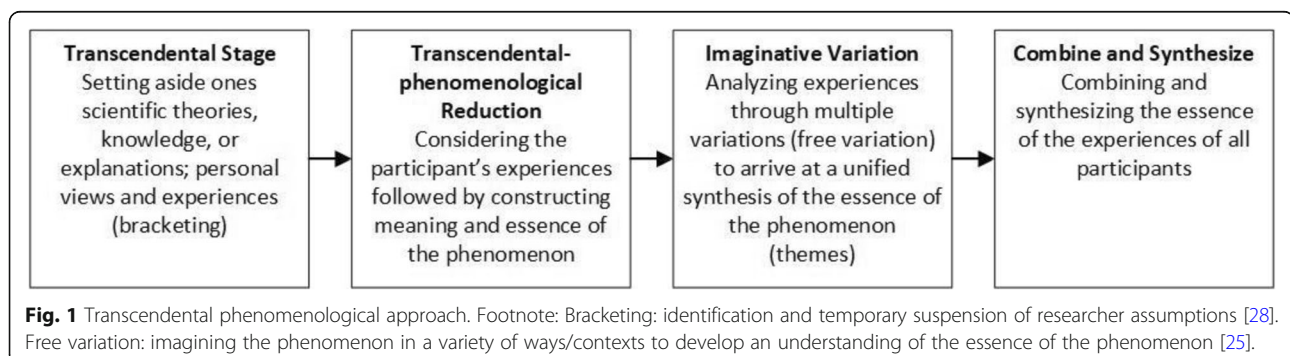 Transcendental Stage
Setting aside ones
scientific theories,
knowledge, or
explanations; personal
views and experiences
(bracketing)
Transcendental-
phenomenological
Reduction
Considering the
participant's experiences
followed by constructing
meaning and essence of
the phenomenon
Imaginative Variation
Analyzing experiences
through multiple
variations (free variation)
to arrive at a unified
synthesis of the essence of
the phenomenon
(themes)
Combine and Synthesize
Combining and
synthesizing the essence
of the experiences of all
participants
Fig. 1 Transcendental phenomenological approach. Footnote: Bracketing: identification and temporary suspension of researcher assumptions [28].
Free variation: imagining the phenomenon in a variety of ways/contexts to develop an understanding of the essence of the phenomenon [25].